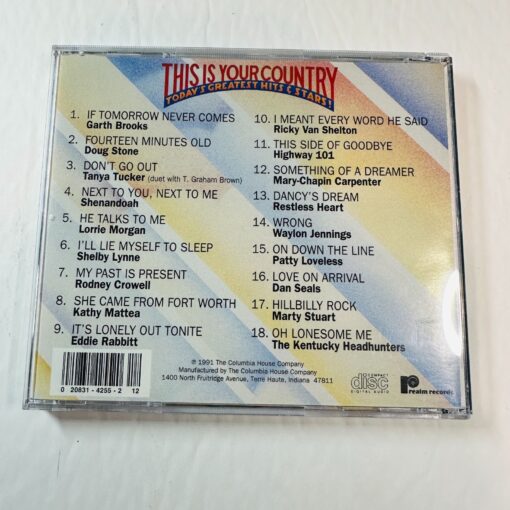 THIS IS YOUR COUNTRY
TODAY'S GREATEST HITS & STARS!
1. IF TOMORROW NEVER COMES
Garth Brooks
2. FOURTEEN MINUTES OLD
Doug Stone
3. DON'T GO OUT
Tanya Tucker (duet with T. Graham Brown)
4. NEXT TO YOU, NEXT TO ME
Shenandoah
5. HE TALKS TO ME
Lorrie Morgan
6. I'LL LIE MYSELF TO SLEEP
Shelby Lynne
7. MY PAST IS PRESENT
Rodney Crowell
8. SHE CAME FROM FORT WORTH
Kathy Mattea
9. IT'S LONELY OUT TONITE
Eddie Rabbitt
10. I MEANT EVERY WORD HE SAID
Ricky Van Shelton
11. THIS SIDE OF GOODBYE
Highway 101
12. SOMETHING OF A DREAMER
Mary-Chapin Carpenter
13. DANCY'S DREAM
Restless Heart
14. WRONG
Waylon Jennings
15. ON DOWN THE LINE
Patty Loveless
16. LOVE ON ARRIVAL
Dan Seals
17. HILLBILLY ROCK
Marty Stuart
18. OH LONESOME ME
The Kentucky Headhunters
0 20831-4255-2 12
℗ 1991 The Columbia House Company
Manufactured by The Columbia House Company
1400 North Fruitridge Avenue, Terre Haute, Indiana 47811
COMPACT
disc
DIGITAL AUDIO
realm records